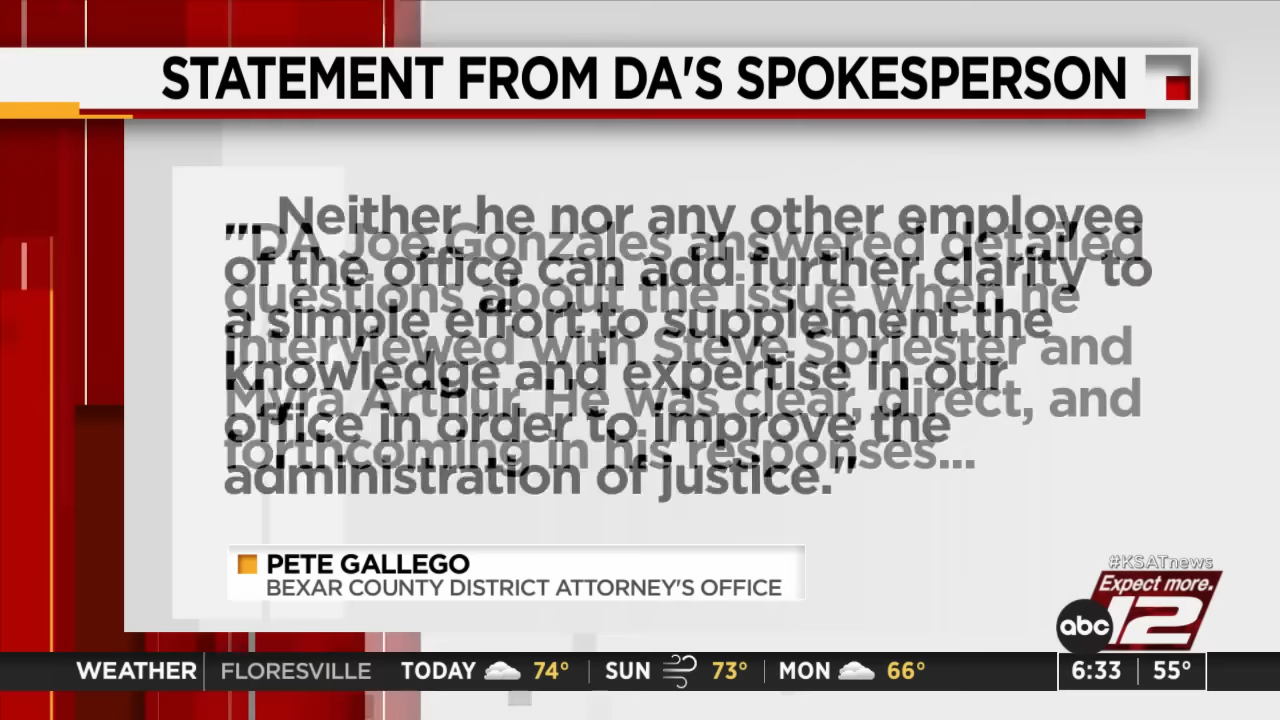 STATEMENT FROM DA'S SPOKESPERSON
"DA Joe Gonzales answered detailed
questions about the issue when he
interviewed with Steve Spriester and
Myra Arthur. He was clear, direct, and
forthcoming in his responses...
... Neither he nor any other employee
of the office can add further clarity to
a simple effort to supplement the
knowledge and expertise in our
office in order to improve the
administration of justice."
PETE GALLEGO
BEXAR COUNTY DISTRICT ATTORNEY'S OFFICE
#KSATnews
Expect more.
abc 12
WEATHER FLORESVILLE TODAY 74° SUN 73° MON 66° 6:33 55°